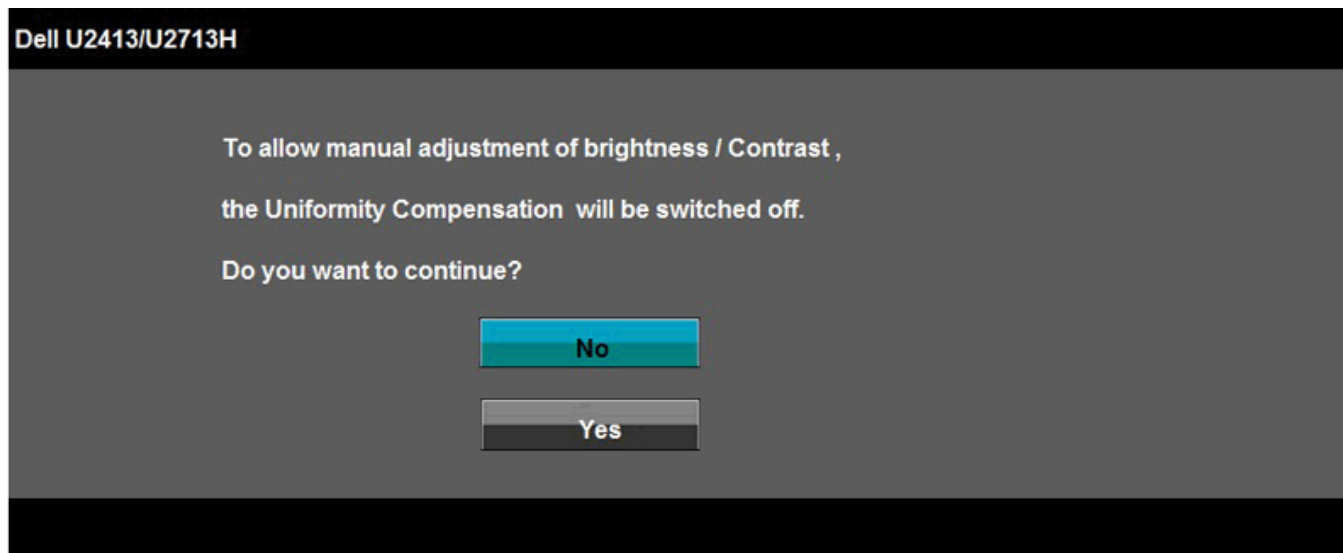 Dell U2413/U2713H
To allow manual adjustment of brightness / Contrast ,
the Uniformity Compensation  will be switched off.
Do you want to continue?
No
Yes